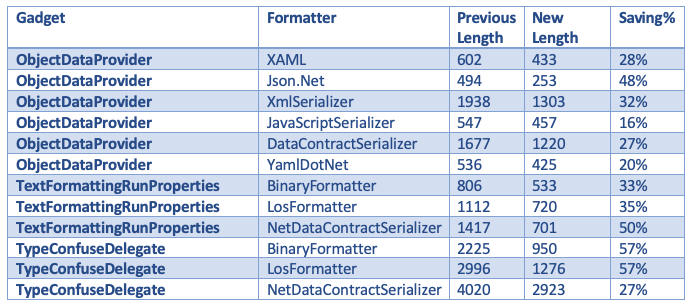 Gadget Formatter Previous Length New Length Saving%
ObjectDataProvider XAML 602 433 28%
ObjectDataProvider Json.Net 494 253 48%
ObjectDataProvider XmlSerializer 1938 1303 32%
ObjectDataProvider JavaScriptSerializer 547 457 16%
ObjectDataProvider DataContractSerializer 1677 1220 27%
ObjectDataProvider YamlDotNet 536 425 20%
TextFormattingRunProperties BinaryFormatter 806 533 33%
TextFormattingRunProperties LosFormatter 1112 720 35%
TextFormattingRunProperties NetDataContractSerializer 1417 701 50%
TypeConfuseDelegate BinaryFormatter 2225 950 57%
TypeConfuseDelegate LosFormatter 2996 1276 57%
TypeConfuseDelegate NetDataContractSerializer 4020 2923 27%